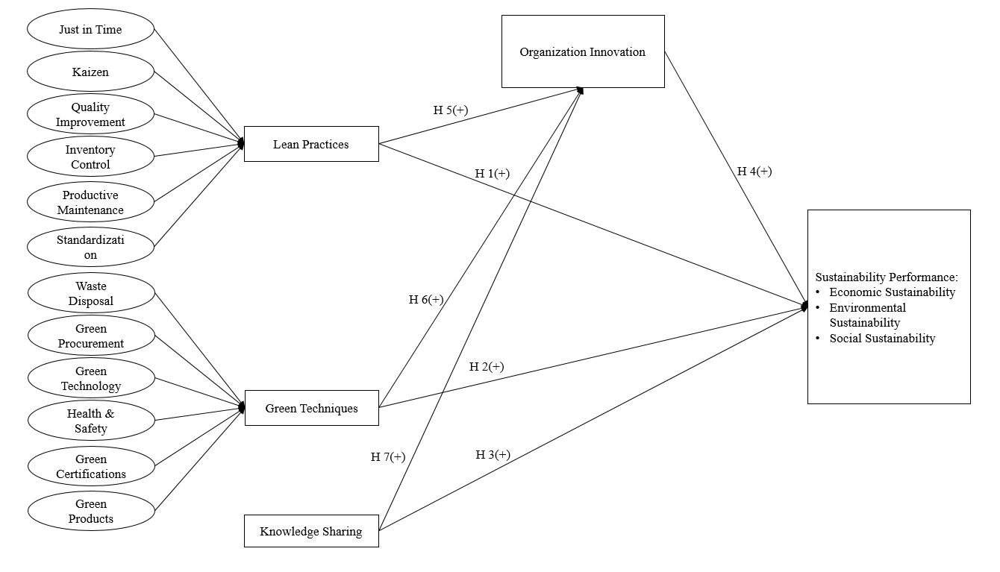 Just in Time
Kaizen
Quality
Improvement
Inventory
Control
Productive
Maintenance
Standardizati
on
Waste
Disposal
Green
Procurement
Green
Technology
Health &
Safety
Green
Certifications
Green
Products
Lean Practices
Green Techniques
Knowledge Sharing
H 5(+)
H 1(+)
H 6(+)
H 2(+)
H 7(+)
H 3(+)
Organization Innovation
H 4(+)
Sustainability Performance:
• Economic Sustainability
• Environmental
Sustainability
• Social Sustainability